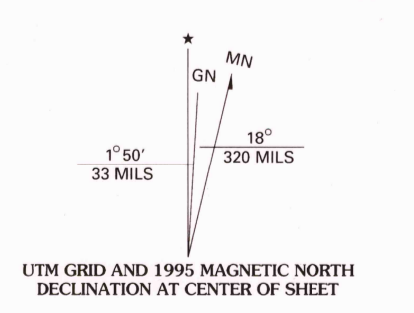 ★
MN
GN
1° 50′
33 MILS
18°
320 MILS
UTM GRID AND 1995 MAGNETIC NORTH
DECLINATION AT CENTER OF SHEET